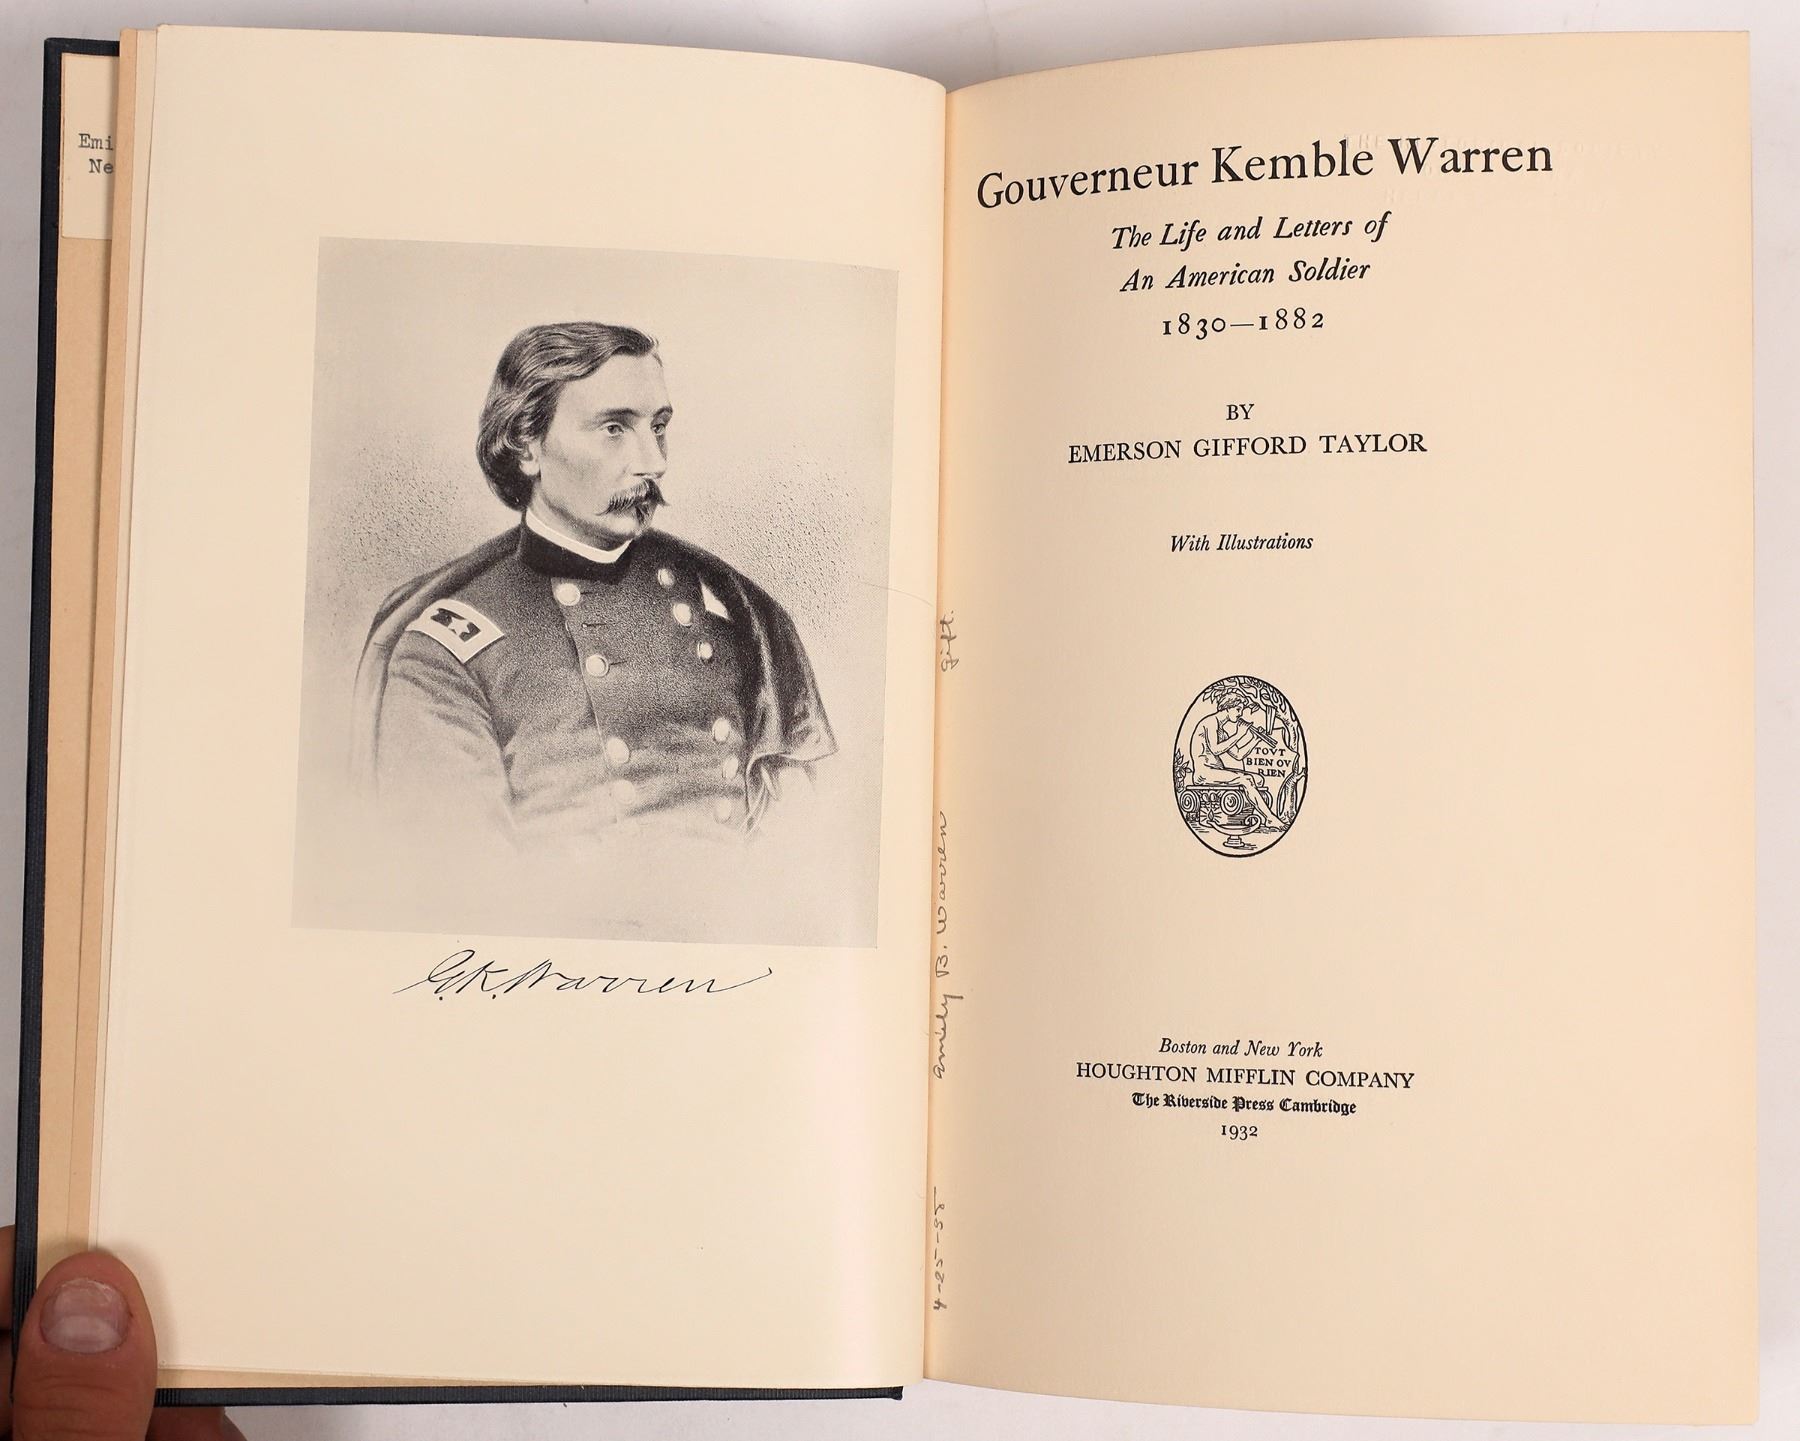 Emi
Ne
G.K. Warren
4-25-35 Emily B. Warren gift.
Gouverneur Kemble Warren
The Life and Letters of
An American Soldier
1830—1882
BY
EMERSON GIFFORD TAYLOR
With Illustrations
TOVT
BIEN OV
RIEN
Boston and New York
HOUGHTON MIFFLIN COMPANY
The Riverside Press Cambridge
1932